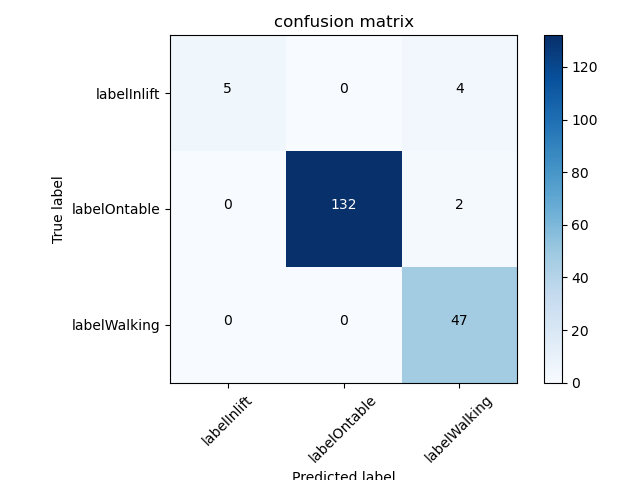 confusion matrix
labelInlift 5 0 4
labelOntable 0 132 2
labelWalking 0 0 47
labelInlift labelOntable labelWalking
True label
Predicted label
120
100
80
60
40
20
0